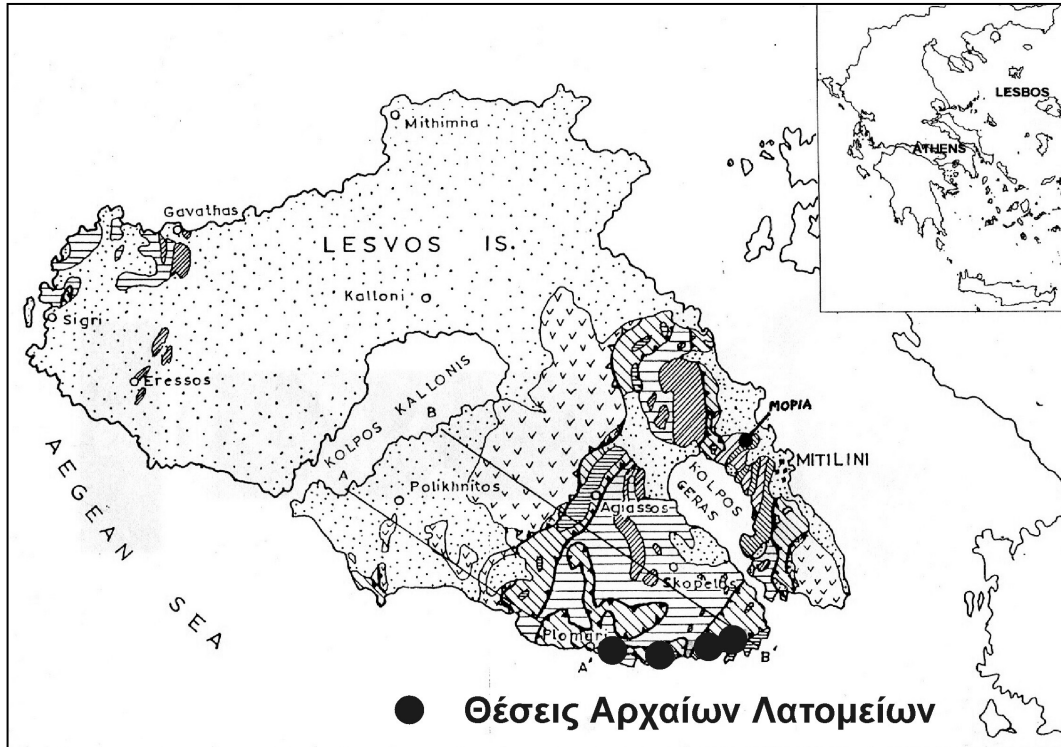 LESBOS
ATHENS
Mithimna
Gavathas
LESVOS IS.
Kalloni
Sigri
Eressos
KOLPOS KALLONIS
A
B
ΜΟΡΙΑ
MITILINI
Polikhnitos
KOLPOS
GERAS
Agiassos
Skopelos
Plomari
A'
B'
AEGEAN SEA
Θέσεις Αρχαίων Λατομείων